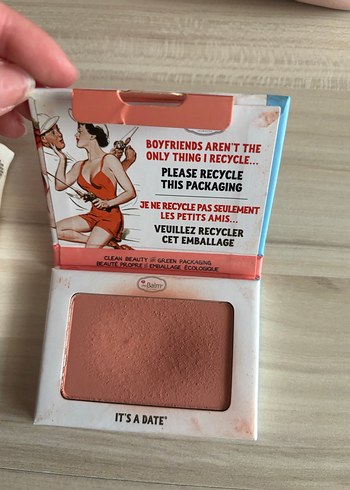 BOYFRIENDS AREN'T THE
ONLY THING I RECYCLE...
PLEASE RECYCLE
THIS PACKAGING
JE NE RECYCLE PAS SEULEMENT
LES PETITS AMIS...
VEUILLEZ RECYCLER
CET EMBALLAGE
CLEAN BEAUTY IN GREEN PACKAGING
BEAUTÉ PROPRE & EMBALLAGE ÉCOLOGIQUE
theBalm
IT'S A DATE®